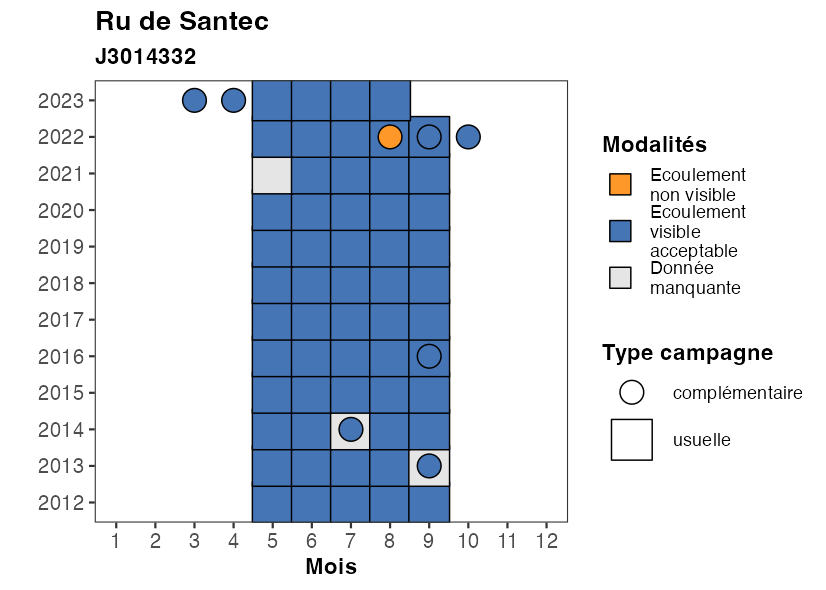 Ru de Santec
J3014332
2023
2022
2021
2020
2019
2018
2017
2016
2015
2014
2013
2012
1 2 3 4 5 6 7 8 9 10 11 12
Mois
Modalités
Ecoulement
non visible
Ecoulement
visible
acceptable
Donnée
manquante
Type campagne
complémentaire
usuelle